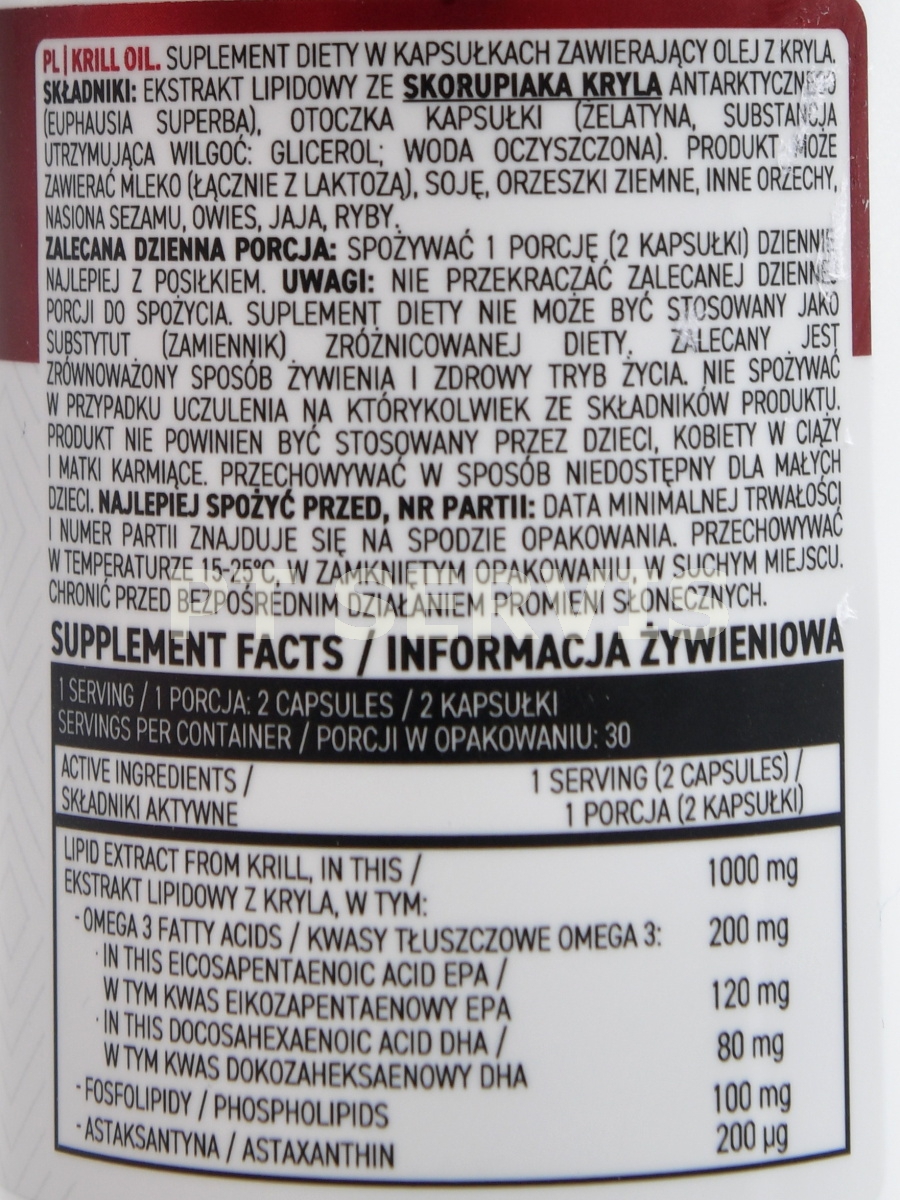 PL | KRILL OIL. SUPLEMENT DIETY W KAPSUŁKACH ZAWIERAJĄCY OLEJ Z KRYLA.
SKŁADNIKI: EKSTRAKT LIPIDOWY ZE SKORUPIAKA KRYLA ANTARKTYCZNEGO
(EUPHAUSIA SUPERBA), OTOCZKA KAPSUŁKI (ŻELATYNA, SUBSTANCJA
UTRZYMUJĄCA WILGOĆ: GLICEROL; WODA OCZYSZCZONA). PRODUKT MOŻE
ZAWIERAĆ MLEKO (ŁĄCZNIE Z LAKTOZĄ), SOJĘ, ORZESZKI ZIEMNE, INNE ORZECHY,
NASIONA SEZAMU, OWIES, JAJA, RYBY.
ZALECANA DZIENNA PORCJA: SPOŻYWAĆ 1 PORCJĘ (2 KAPSUŁKI) DZIENNIE
NAJLEPIEJ Z POSIŁKIEM. UWAGI: NIE PRZEKRACZAĆ ZALECANEJ DZIENNEJ
PORCJI DO SPOŻYCIA. SUPLEMENT DIETY NIE MOŻE BYĆ STOSOWANY JAKO
SUBSTYTUT (ZAMIENNIK) ZRÓŻNICOWANEJ DIETY. ZALECANY JEST
ZRÓWNOWAŻONY SPOSÓB ŻYWIENIA I ZDROWY TRYB ŻYCIA. NIE SPOŻYWAĆ
W PRZYPADKU UCZULENIA NA KTÓRYKOLWIEK ZE SKŁADNIKÓW PRODUKTU.
PRODUKT NIE POWINIEN BYĆ STOSOWANY PRZEZ DZIECI, KOBIETY W CIĄŻY
I MATKI KARMIĄCE. PRZECHOWYWAĆ W SPOSÓB NIEDOSTĘPNY DLA MAŁYCH
DZIECI. NAJLEPIEJ SPOŻYĆ PRZED, NR PARTII: DATA MINIMALNEJ TRWAŁOŚCI
I NUMER PARTII ZNAJDUJE SIĘ NA SPODZIE OPAKOWANIA. PRZECHOWYWAĆ
W TEMPERATURZE 15-25°C, W ZAMKNIĘTYM OPAKOWANIU, W SUCHYM MIEJSCU.
CHRONIĆ PRZED BEZPOŚREDNIM DZIAŁANIEM PROMIENI SŁONECZNYCH.
PT SERVIS
SUPPLEMENT FACTS / INFORMACJA ŻYWIENIOWA
1 SERVING / 1 PORCJA: 2 CAPSULES / 2 KAPSUŁKI
SERVINGS PER CONTAINER / PORCJI W OPAKOWANIU: 30
ACTIVE INGREDIENTS / 1 SERVING (2 CAPSULES) /
SKŁADNIKI AKTYWNE 1 PORCJA (2 KAPSUŁKI)
LIPID EXTRACT FROM KRILL, IN THIS / 1000 mg
EKSTRAKT LIPIDOWY Z KRYLA, W TYM:
- OMEGA 3 FATTY ACIDS / KWASY TŁUSZCZOWE OMEGA 3: 200 mg
· IN THIS EICOSAPENTAENOIC ACID EPA /
W TYM KWAS EIKOZAPENTAENOWY EPA 120 mg
· IN THIS DOCOSAHEXAENOIC ACID DHA /
W TYM KWAS DOKOZAHEKSAENOWY DHA 80 mg
- FOSFOLIPIDY / PHOSPHOLIPIDS 100 mg
- ASTAKSANTYNA / ASTAXANTHIN 200 µg